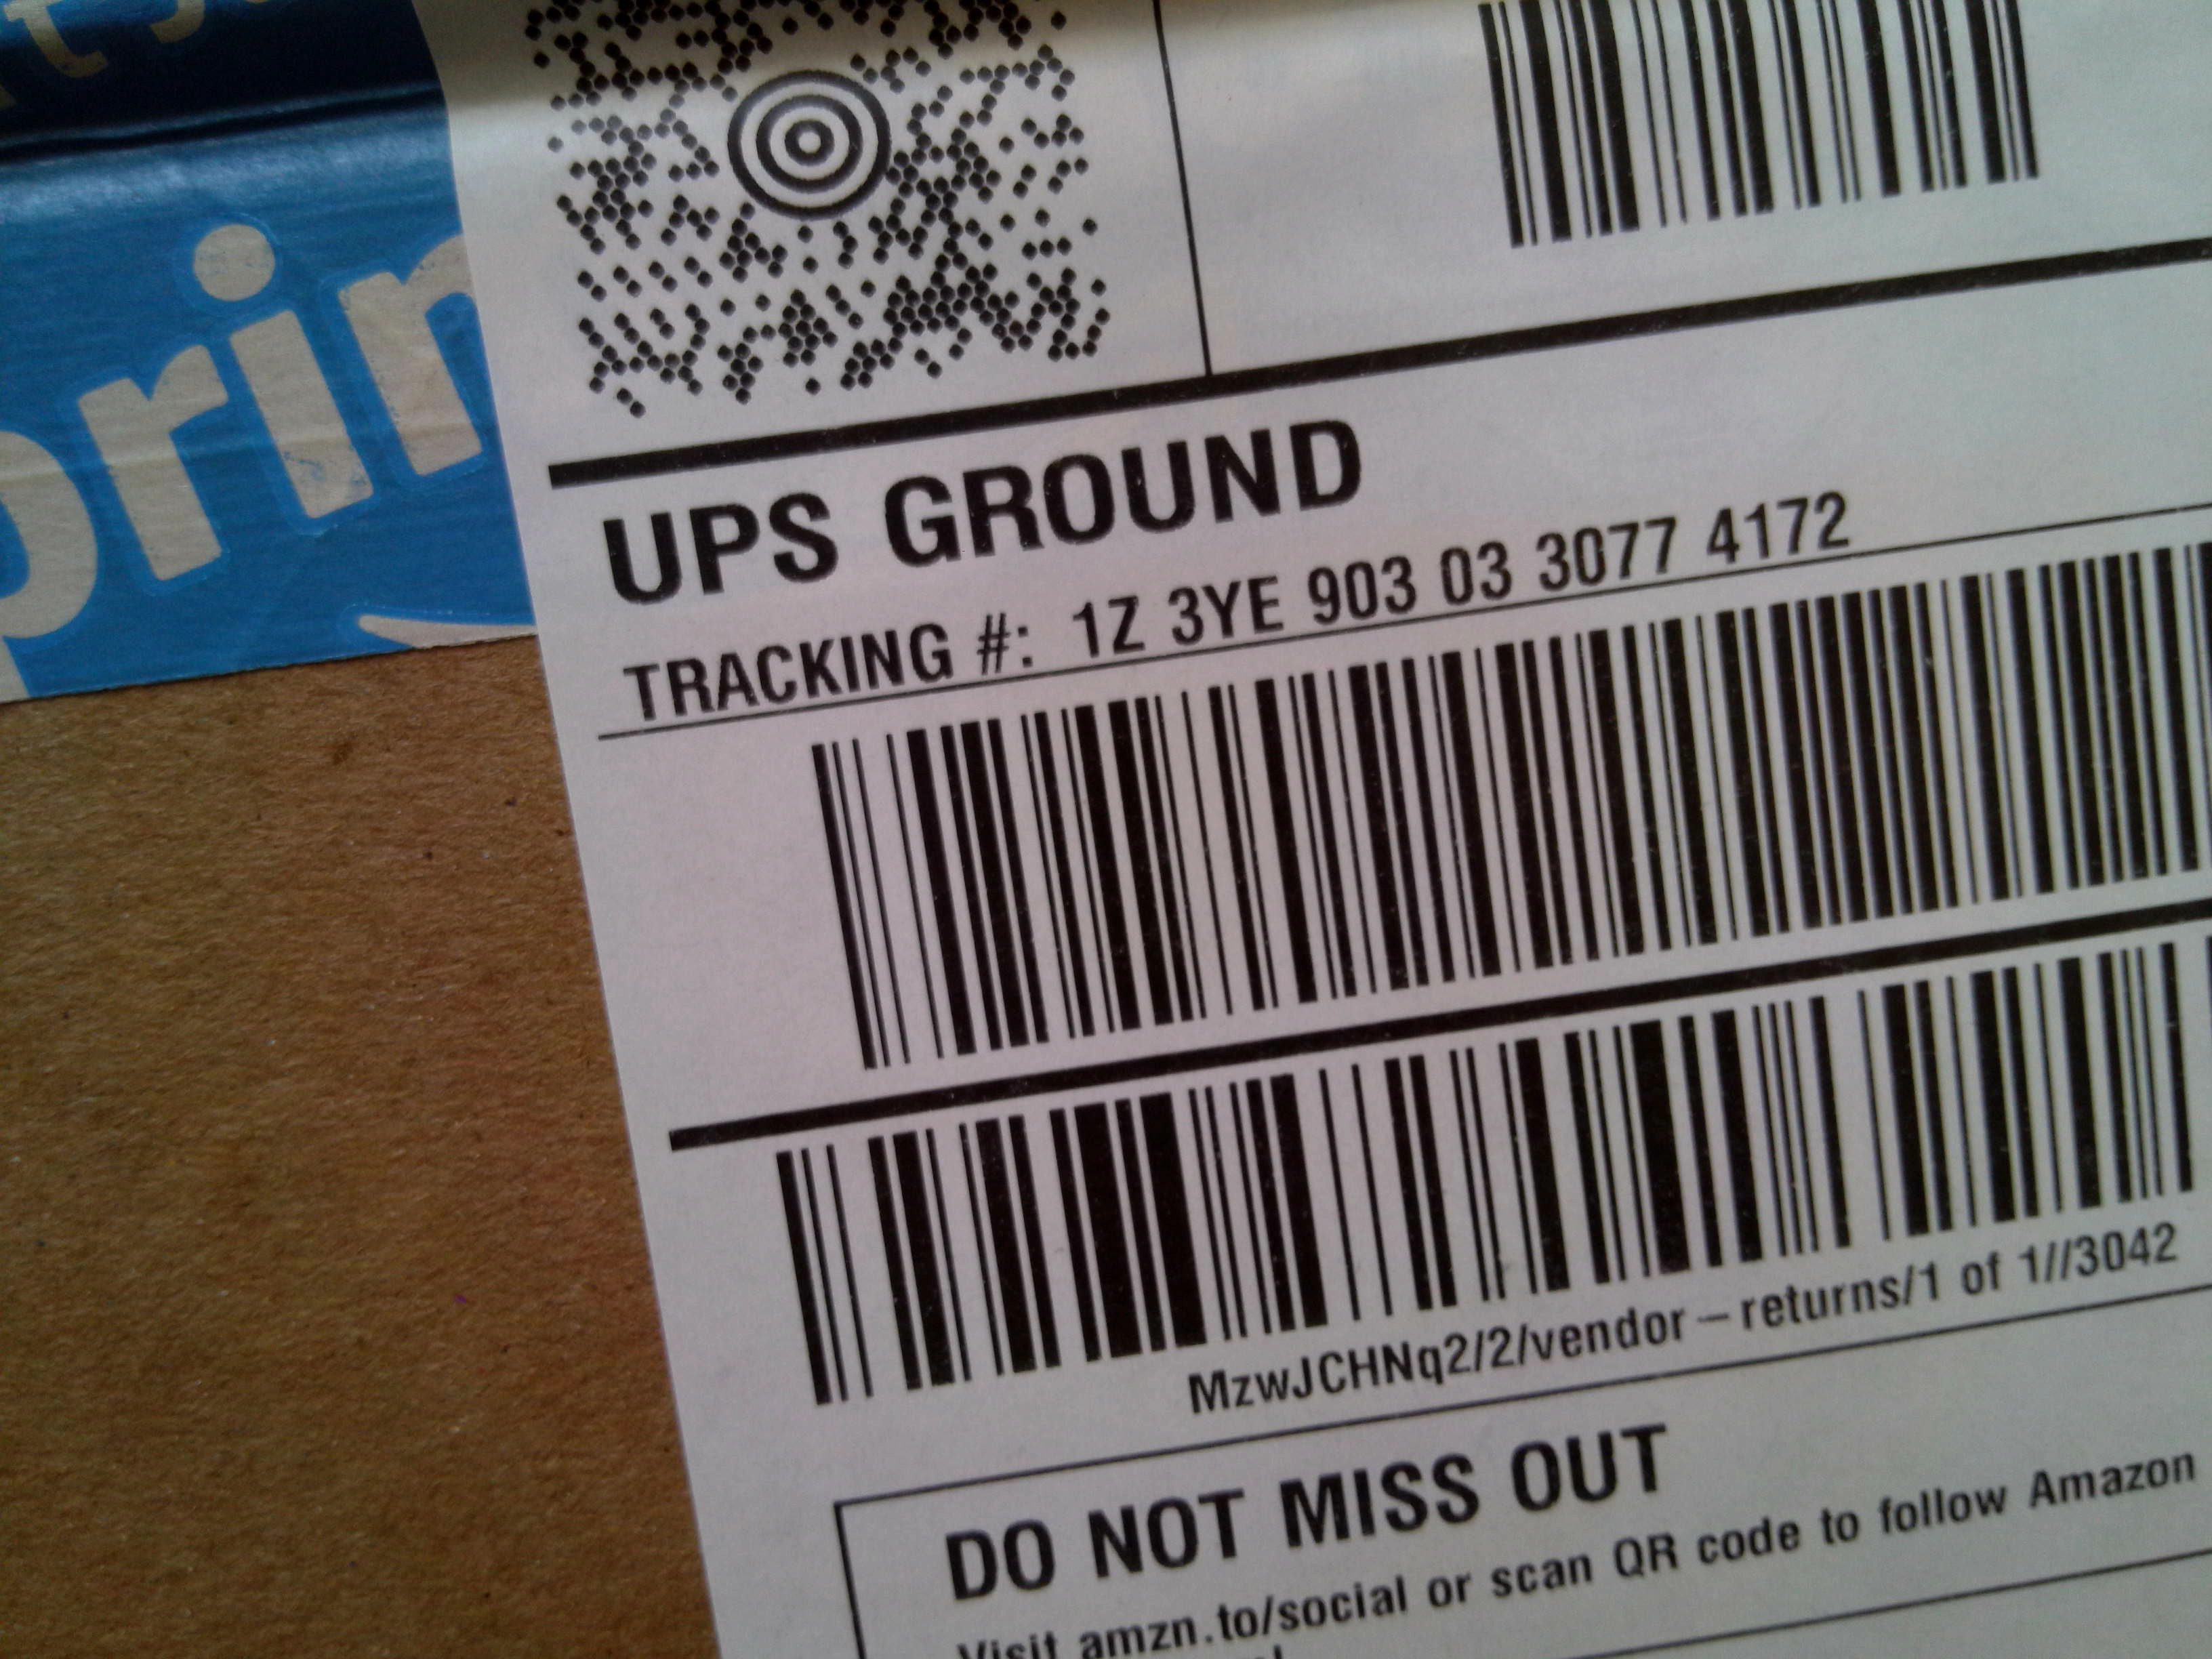 prin
UPS GROUND
TRACKING #: 1Z 3YE 903 03 3077 4172
MzwJCHNq2/2/vendor-returns/1 of 1//3042
DO NOT MISS OUT
Visit amzn.to/social or scan QR code to follow Amazon